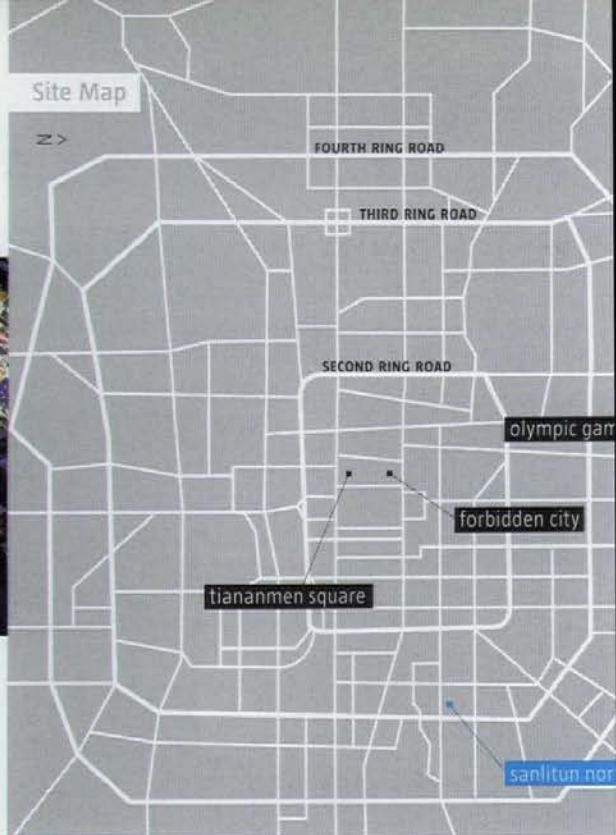 Site Map
N >
FOURTH RING ROAD
THIRD RING ROAD
SECOND RING ROAD
olympic gam
forbidden city
tiananmen square
sanlitun nor